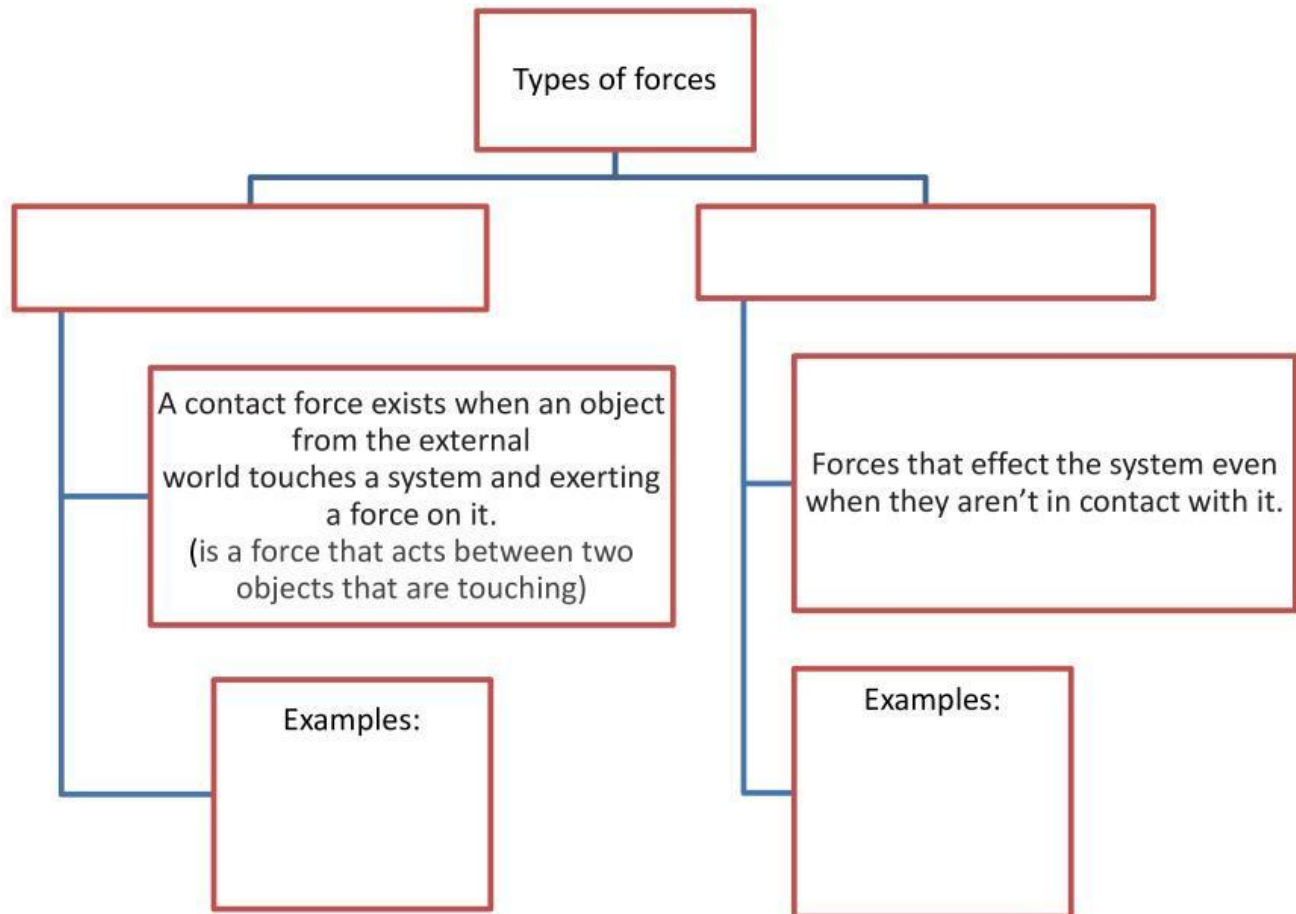 Types of forces
A contact force exists when an object
from the external
world touches a system and exerting
a force on it.
(is a force that acts between two
objects that are touching)
Forces that effect the system even
when they aren’t in contact with it.
Examples:
Examples: